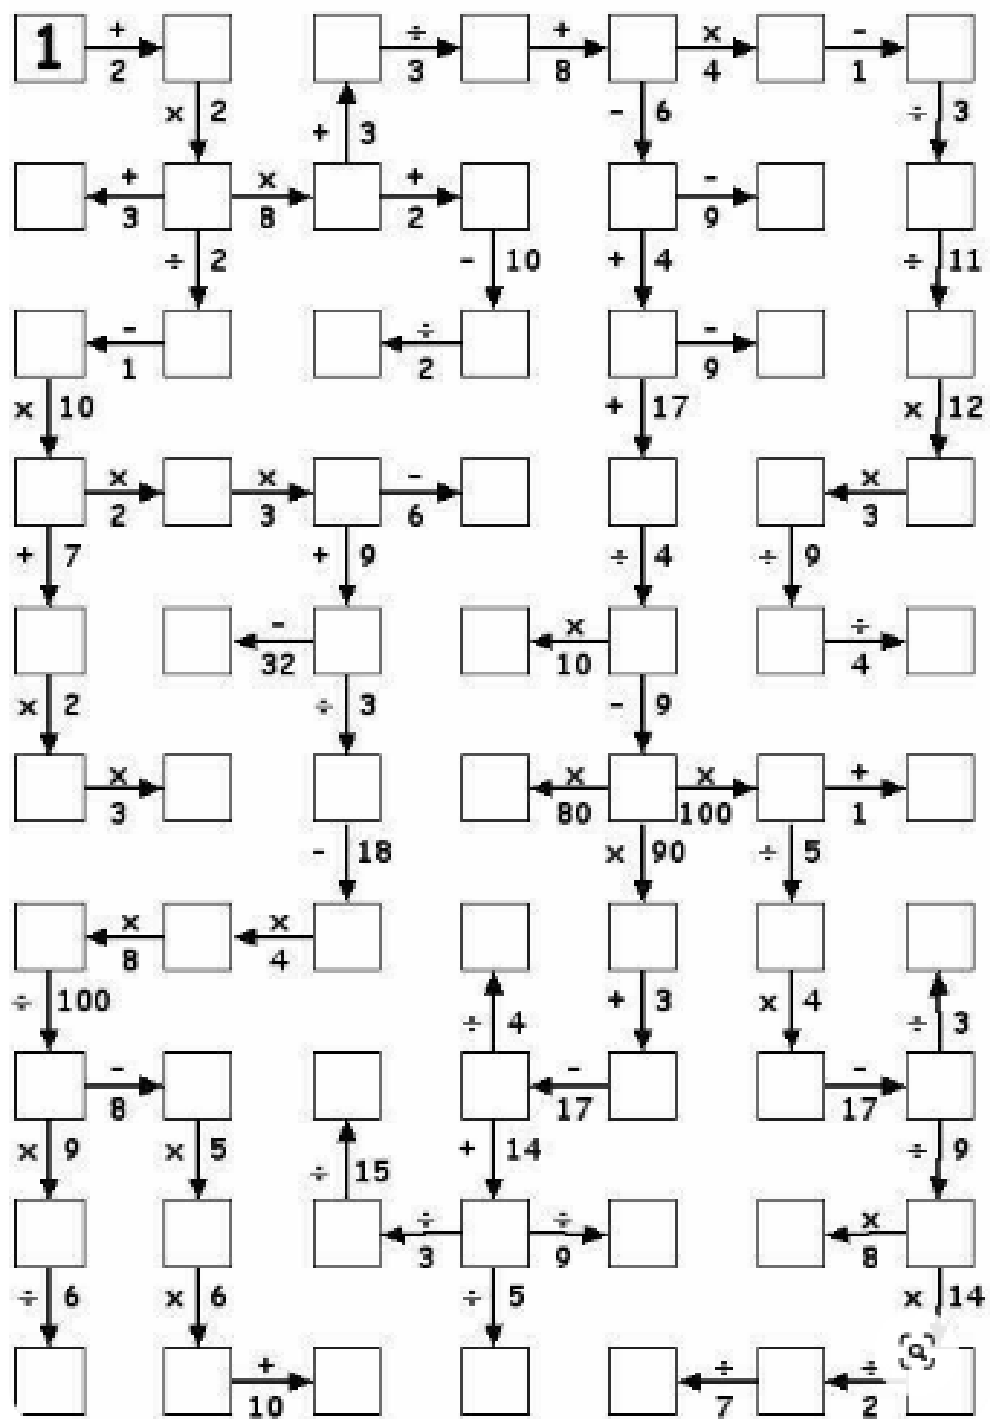 1 + ÷ + x -
2 3 8 4 1
x 2 + 3 - 6 ÷ 3
+ x + -
3 8 2 9
÷ 2 - 10 + 4 ÷ 11
- ÷ -
1 2 9
x 10 + 17 x 12
x x - x
2 3 6 3
+ 7 + 9 ÷ 4 ÷ 9
- x ÷
32 10 4
x 2 ÷ 3 - 9
x x x +
3 80 100 1
- 18 x 90 ÷ 5
x x
8 4
÷ 100 ÷ 4 + 3 x 4 ÷ 3
- - -
8 17 17
x 9 x 5 ÷ 15 + 14 ÷ 9
÷ ÷ x
3 9 8
÷ 6 x 6 ÷ 5 x 14
+ ÷ ÷
10 7 2